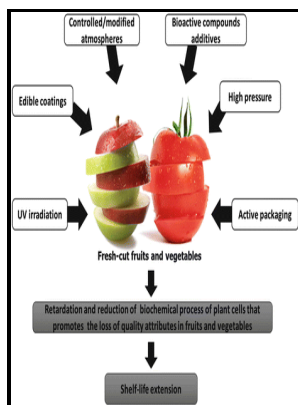 Controlled/modified
atmospheres
Bioactive compounds
additives
Edible coatings
High pressure
UV irradiation
Active packaging
Fresh-cut fruits and vegetables
Retardation and reduction of biochemical process of plant cells that
promotes the loss of quality attributes in fruits and vegetables
Shelf-life extension